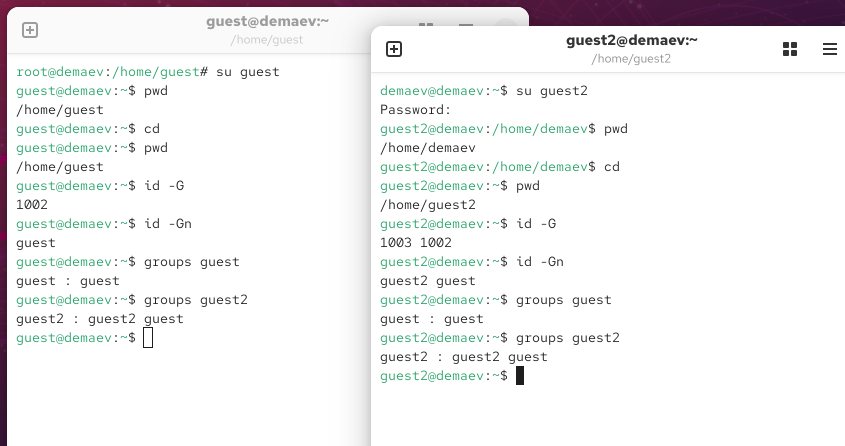 guest@demaev:~
/home/guest
root@demaev:/home/guest# su guest
guest@demaev:~$ pwd
/home/guest
guest@demaev:~$ cd
guest@demaev:~$ pwd
/home/guest
guest@demaev:~$ id -G
1002
guest@demaev:~$ id -Gn
guest
guest@demaev:~$ groups guest
guest : guest
guest@demaev:~$ groups guest2
guest2 : guest2 guest
guest@demaev:~$
guest2@demaev:~
/home/guest2
demaev@demaev:~$ su guest2
Password:
guest2@demaev:/home/demaev$ pwd
/home/demaev
guest2@demaev:/home/demaev$ cd
guest2@demaev:~$ pwd
/home/guest2
guest2@demaev:~$ id -G
1003 1002
guest2@demaev:~$ id -Gn
guest2 guest
guest2@demaev:~$ groups guest
guest : guest
guest2@demaev:~$ groups guest2
guest2 : guest2 guest
guest2@demaev:~$